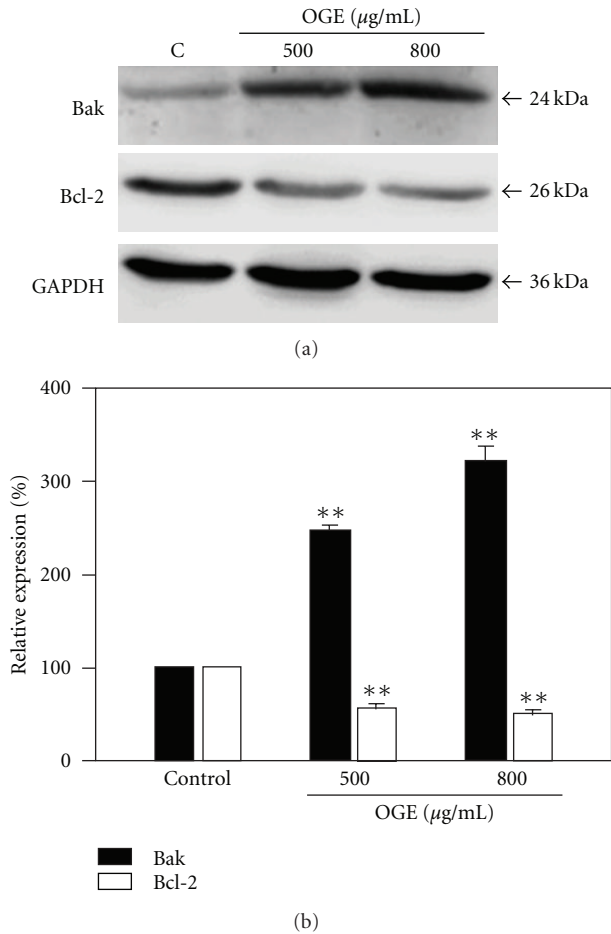 OGE (μg/mL)
C 500 800
Bak ← 24 kDa
Bcl-2 ← 26 kDa
GAPDH ← 36 kDa
(a)
400
300
200
100
0
Relative expression (%)
** ** ** **
Control 500 800
OGE (μg/mL)
Bak
Bcl-2
(b)